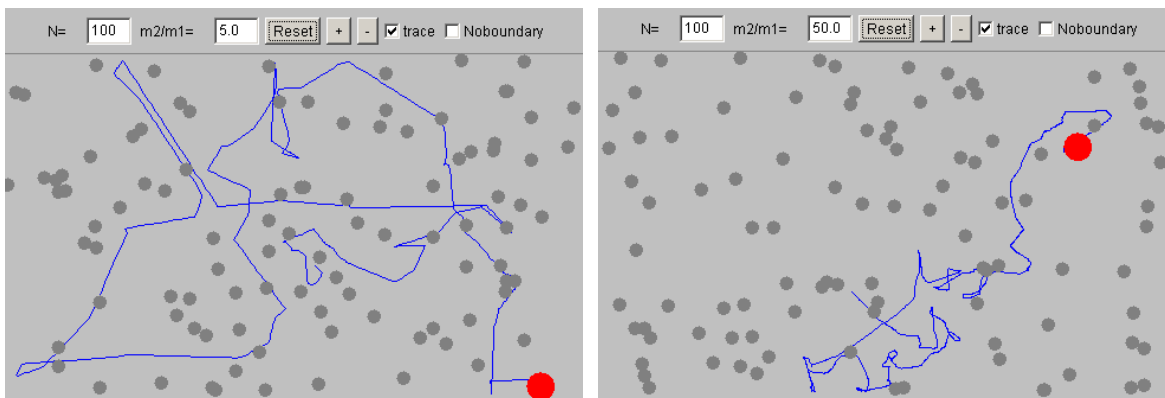 N= 100 m2/m1= 5.0 Reset + - trace Noboundary
N= 100 m2/m1= 50.0 Reset + - trace Noboundary